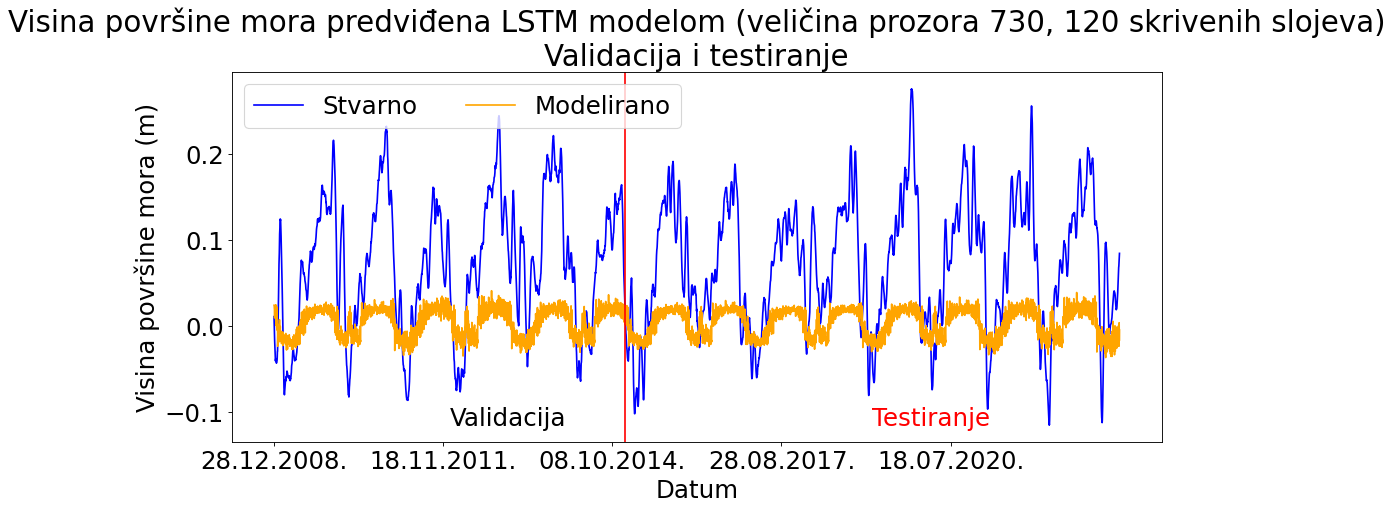 Visina površine mora predviđena LSTM modelom (veličina prozora 730, 120 skrivenih slojeva)
Validacija i testiranje
Stvarno
Modelirano
Visina površine mora (m)
0.2
0.1
0.0
−0.1
Validacija
Testiranje
28.12.2008.
18.11.2011.
08.10.2014.
28.08.2017.
18.07.2020.
Datum